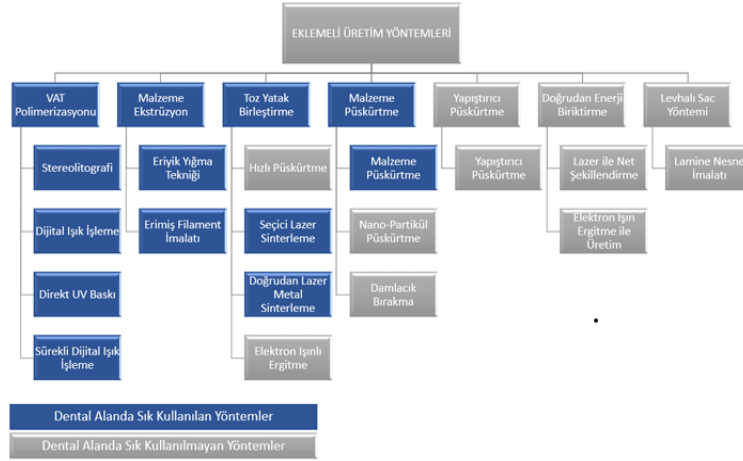 EKLEMELİ ÜRETİM YÖNTEMLERİ
VAT
Polimerizasyonu
Malzeme
Ekstrüzyon
Toz Yatak
Birleştirme
Malzeme
Püskürtme
Yapıştırıcı
Püskürtme
Doğrudan Enerji
Biriktirme
Levhalı Sac
Yöntemi
Stereolitografi
Eriyik Yığma
Tekniği
Hızlı Püskürtme
Malzeme
Püskürtme
Yapıştırıcı
Püskürtme
Lazer ile Net
Şekillendirme
Lamine Nesne
İmalatı
Dijital Işık İşleme
Erimiş Filament
İmalatı
Seçici Lazer
Sinterleme
Nano-Partikül
Püskürtme
Elektron Işın
Ergitme ile
Üretim
Direkt UV Baskı
Doğrudan Lazer
Metal
Sinterleme
Damlacık
Bırakma
Sürekli Dijital Işık
İşleme
Elektron Işınlı
Ergitme
Dental Alanda Sık Kullanılan Yöntemler
Dental Alanda Sık Kullanılmayan Yöntemler